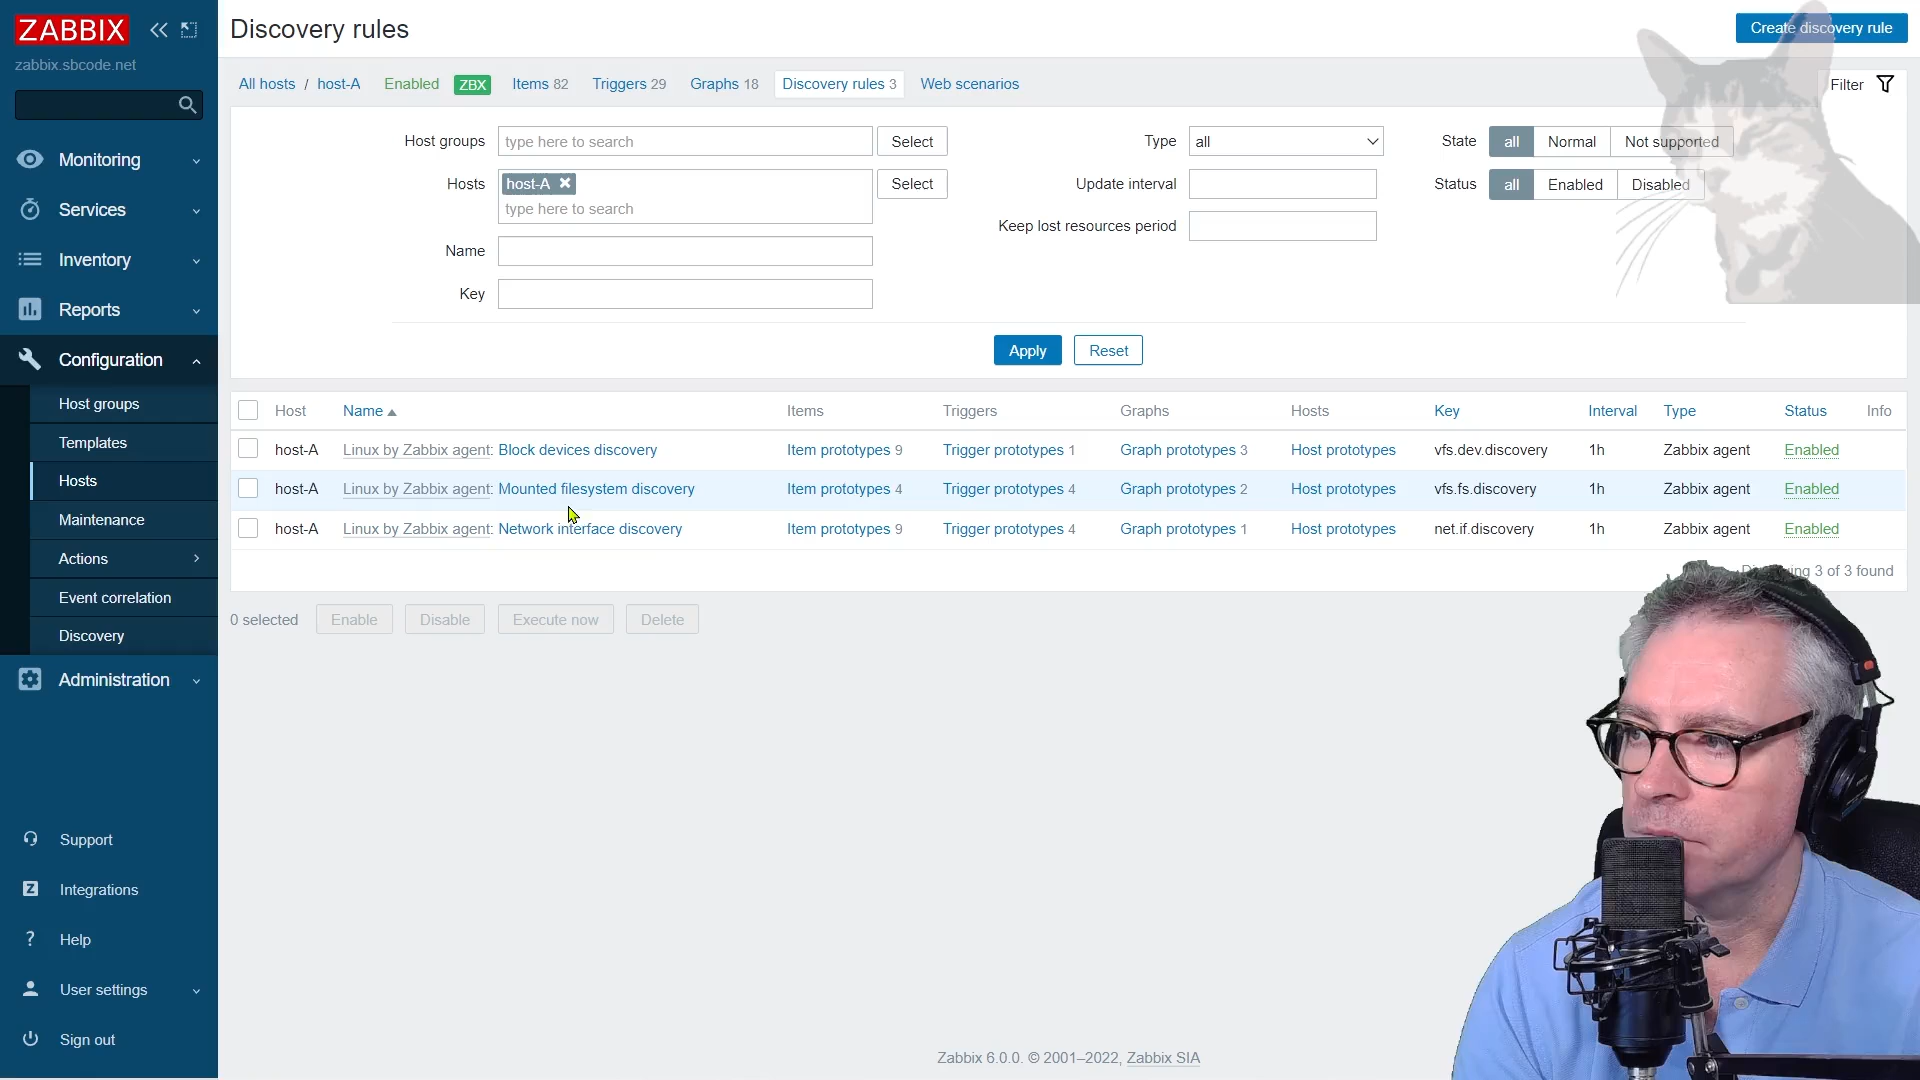 ZABBIX
zabbix.sbcode.net
Monitoring
Services
Inventory
Reports
Configuration
Host groups
Templates
Hosts
Maintenance
Actions
Event correlation
Discovery
Administration
Support
Integrations
Help
User settings
Sign out
Discovery rules
Create discovery rule
All hosts / host-A Enabled ZBX Items 82 Triggers 29 Graphs 18 Discovery rules 3 Web scenarios
Filter
Host groups type here to search Select
Hosts host-A type here to search Select
Name
Key
Type all
Update interval
Keep lost resources period
State all Normal Not supported
Status all Enabled Disabled
Apply Reset
Host Name Items Triggers Graphs Hosts Key Interval Type Status Info
host-A Linux by Zabbix agent: Block devices discovery Item prototypes 9 Trigger prototypes 1 Graph prototypes 3 Host prototypes vfs.dev.discovery 1h Zabbix agent Enabled
host-A Linux by Zabbix agent: Mounted filesystem discovery Item prototypes 4 Trigger prototypes 4 Graph prototypes 2 Host prototypes vfs.fs.discovery 1h Zabbix agent Enabled
host-A Linux by Zabbix agent: Network interface discovery Item prototypes 9 Trigger prototypes 4 Graph prototypes 1 Host prototypes net.if.discovery 1h Zabbix agent Enabled
3 of 3 found
0 selected Enable Disable Execute now Delete
Zabbix 6.0.0. © 2001–2022, Zabbix SIA